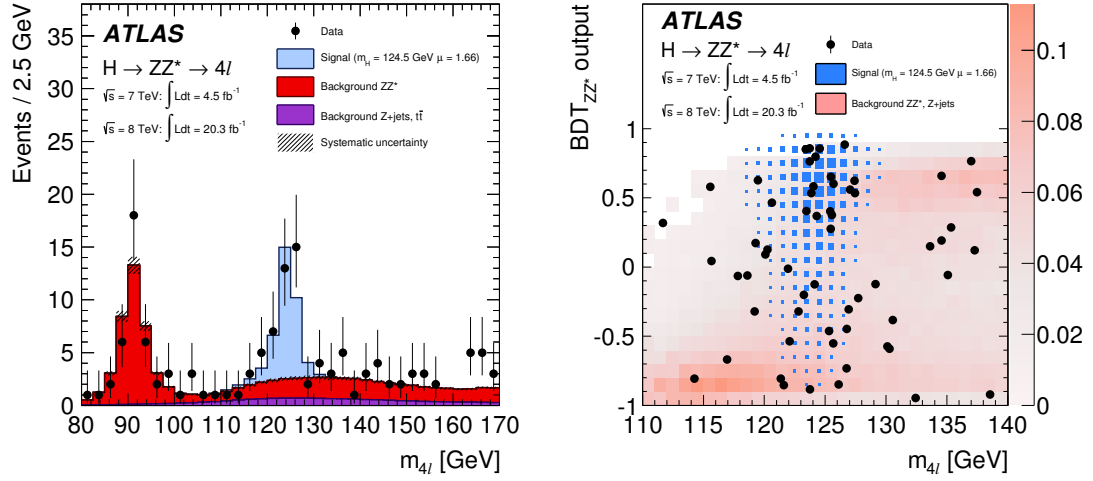 Events / 2.5 GeV
35
30
25
20
15
10
5
0
80 90 100 110 120 130 140 150 160 170
m4l [GeV]
ATLAS
H → ZZ* → 4l
√s = 7 TeV: ∫Ldt = 4.5 fb-1
√s = 8 TeV: ∫Ldt = 20.3 fb-1
Data
Signal (mH = 124.5 GeV μ = 1.66)
Background ZZ*
Background Z+jets, tt̄
Systematic uncertainty
BDTZZ* output
1
0.5
0
-0.5
-1
110 115 120 125 130 135 140
m4l [GeV]
ATLAS
H → ZZ* → 4l
√s = 7 TeV: ∫Ldt = 4.5 fb-1
√s = 8 TeV: ∫Ldt = 20.3 fb-1
Data
Signal (mH = 124.5 GeV μ = 1.66)
Background ZZ*, Z+jets
0.1
0.08
0.06
0.04
0.02
0